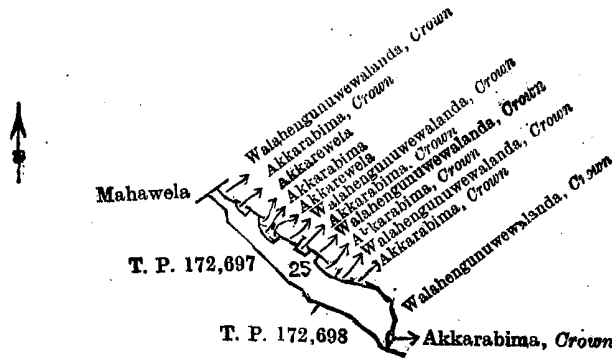 Walahengunuwewalanda, Crown
Akkarabima, Crown
Akkarewela
Akkarabima
Akkarewela
Walahengunuwewalanda, Crown
Akkarabima, Crown
Walahengunuwewalanda, Crown
Akkarabima, Crown
Walahengunuwewalanda, Crown
Akkarabima, Crown
Walahengunuwewalanda, Crown
Mahawela
T. P. 172,697
25
T. P. 172,698
Akkarabima, Crown